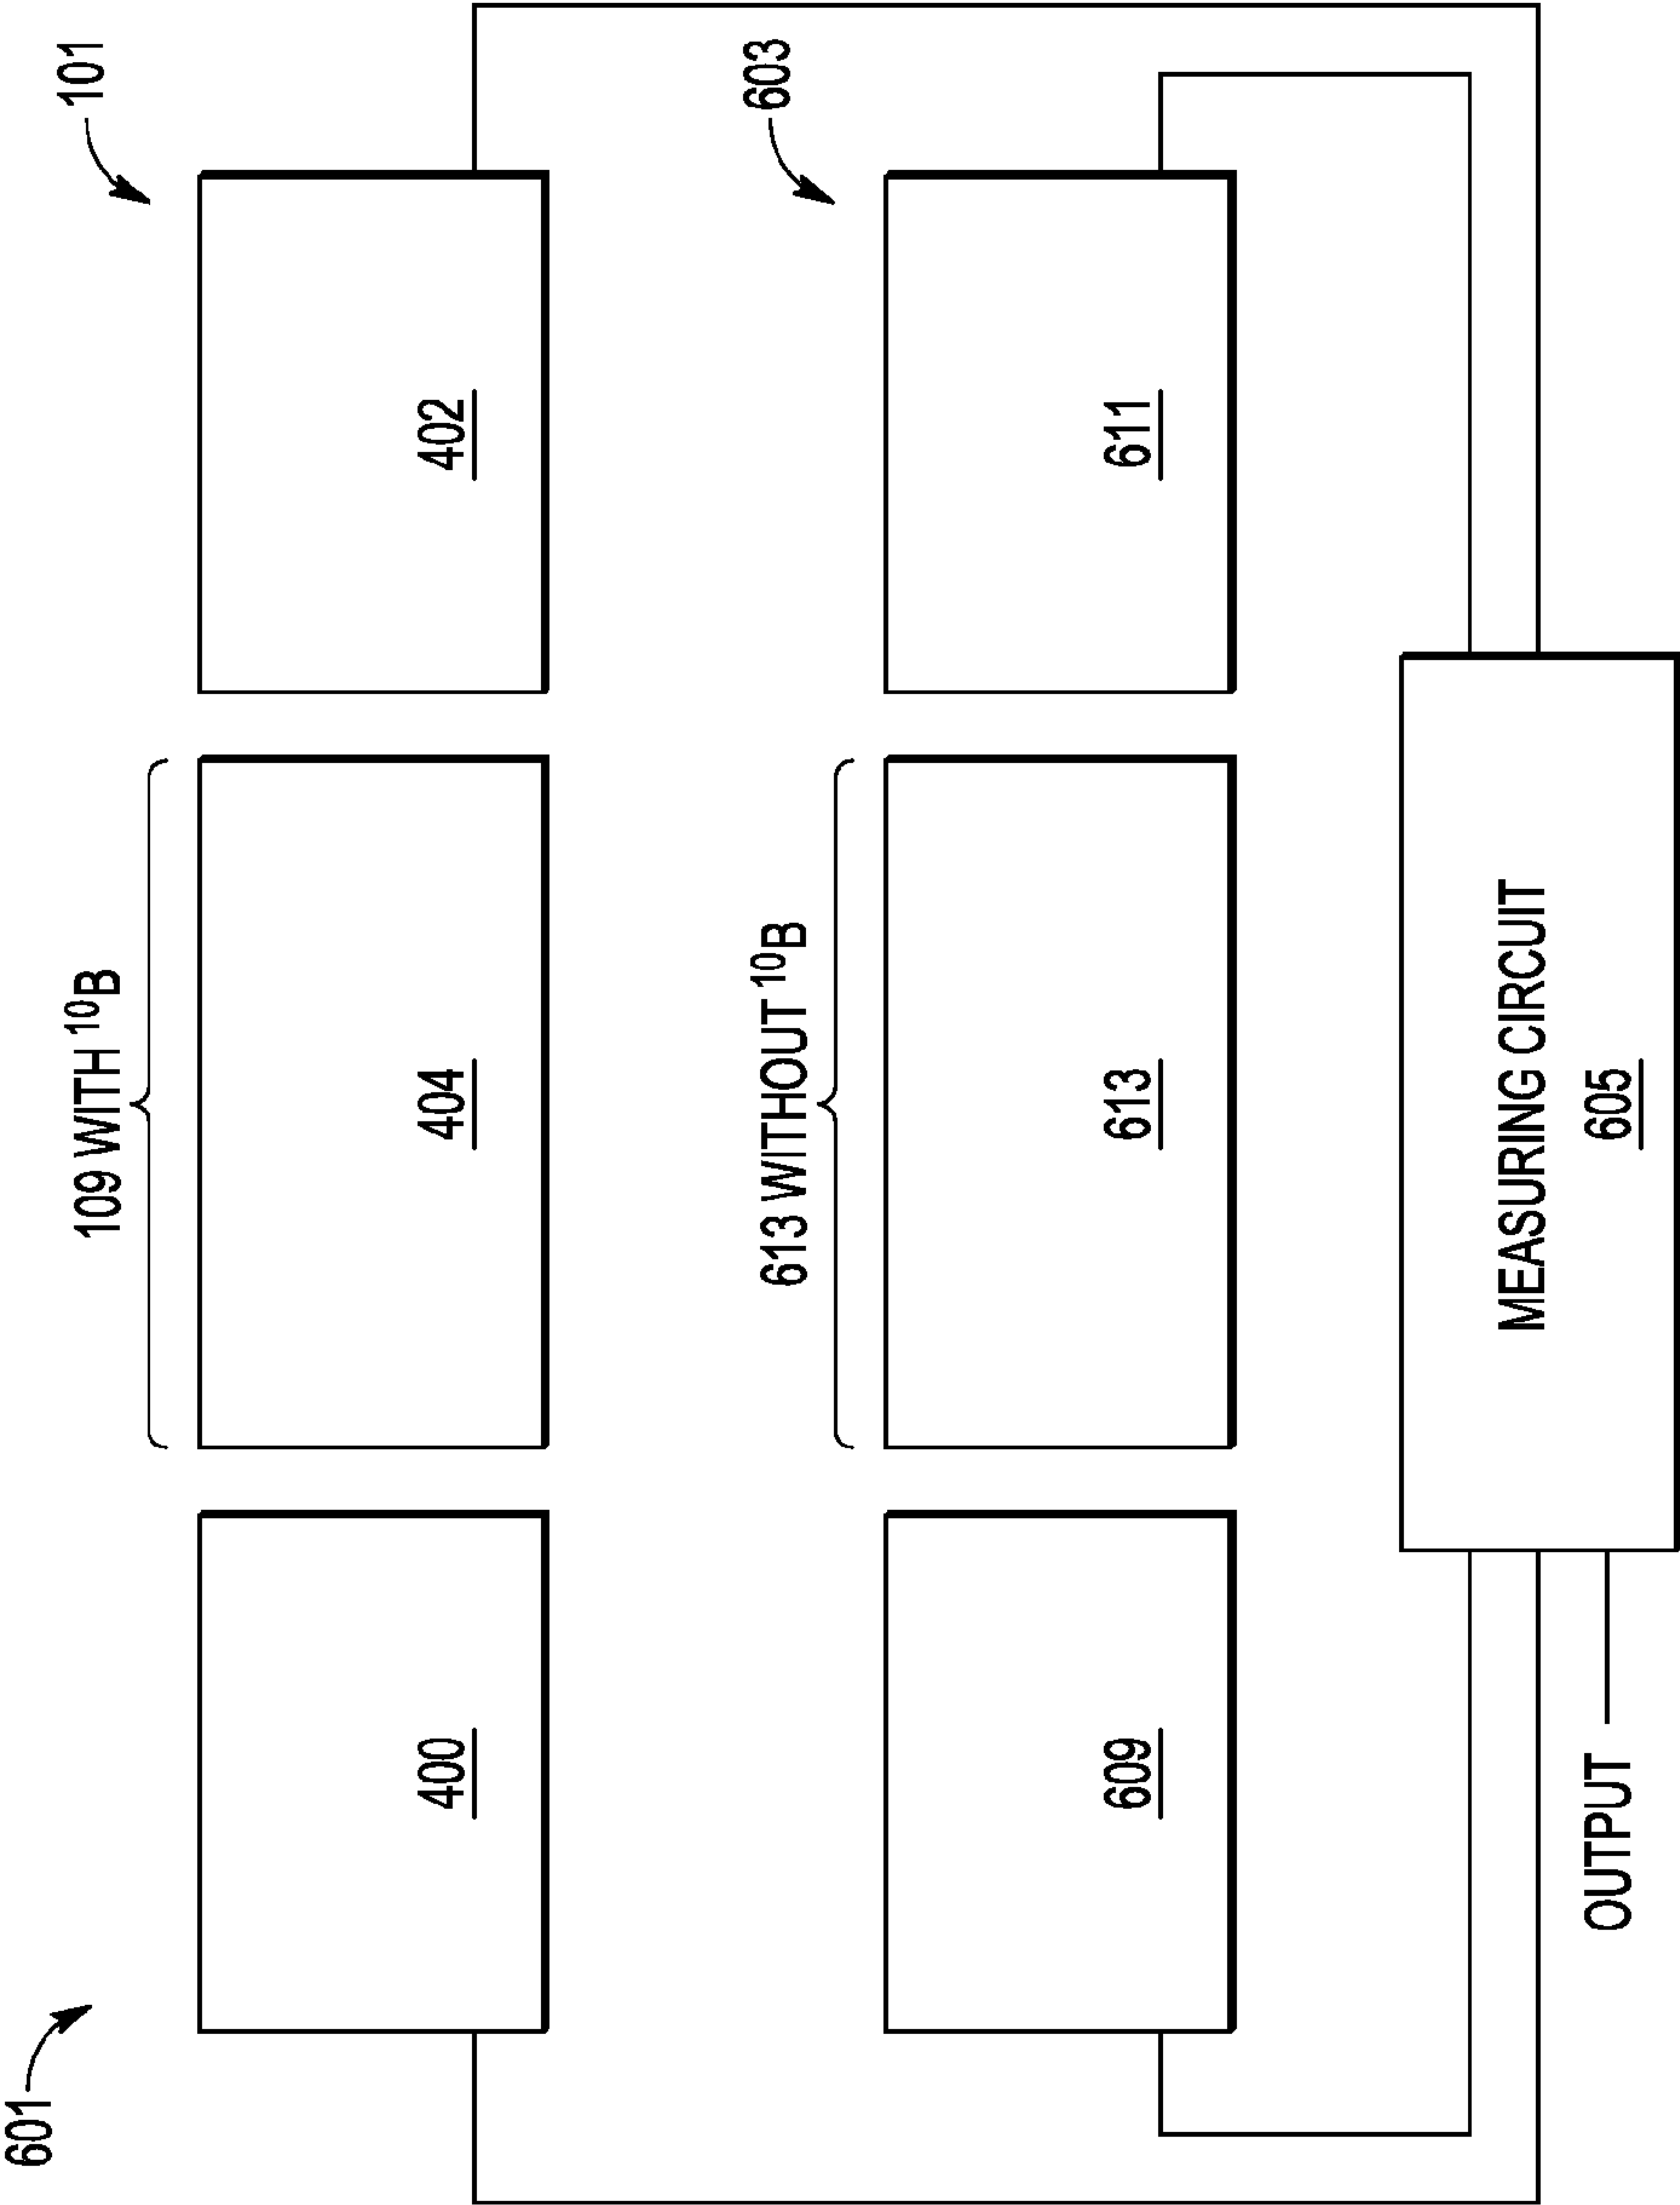 601
101
109 WITH ¹⁰B
400
404
402
603
613 WITHOUT ¹⁰B
609
613
611
MEASURING CIRCUIT
605
OUTPUT